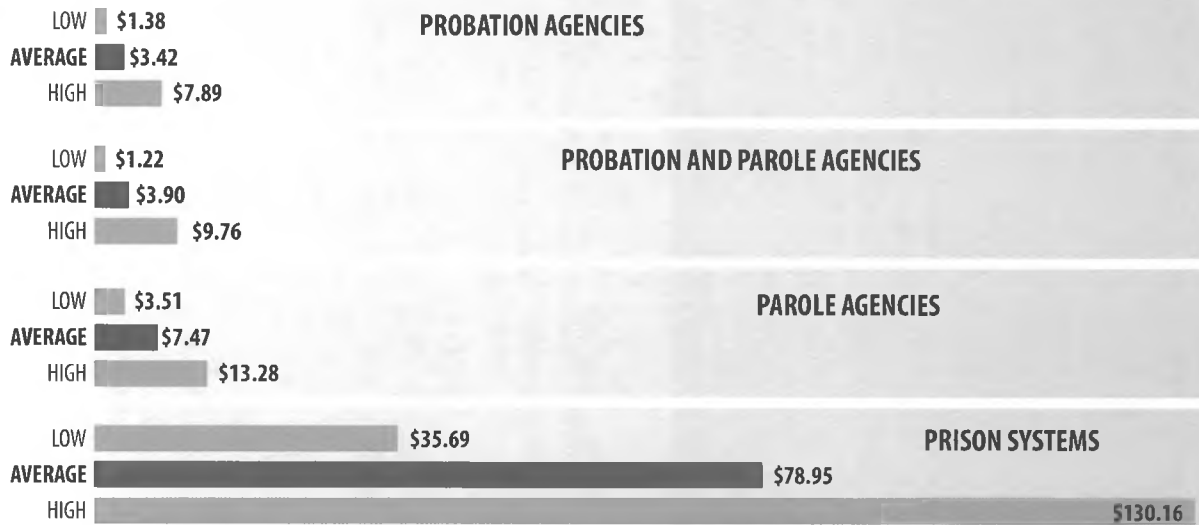 PROBATION AGENCIES
LOW $1.38
AVERAGE $3.42
HIGH $7.89
PROBATION AND PAROLE AGENCIES
LOW $1.22
AVERAGE $3.90
HIGH $9.76
PAROLE AGENCIES
LOW $3.51
AVERAGE $7.47
HIGH $13.28
PRISON SYSTEMS
LOW $35.69
AVERAGE $78.95
HIGH $130.16